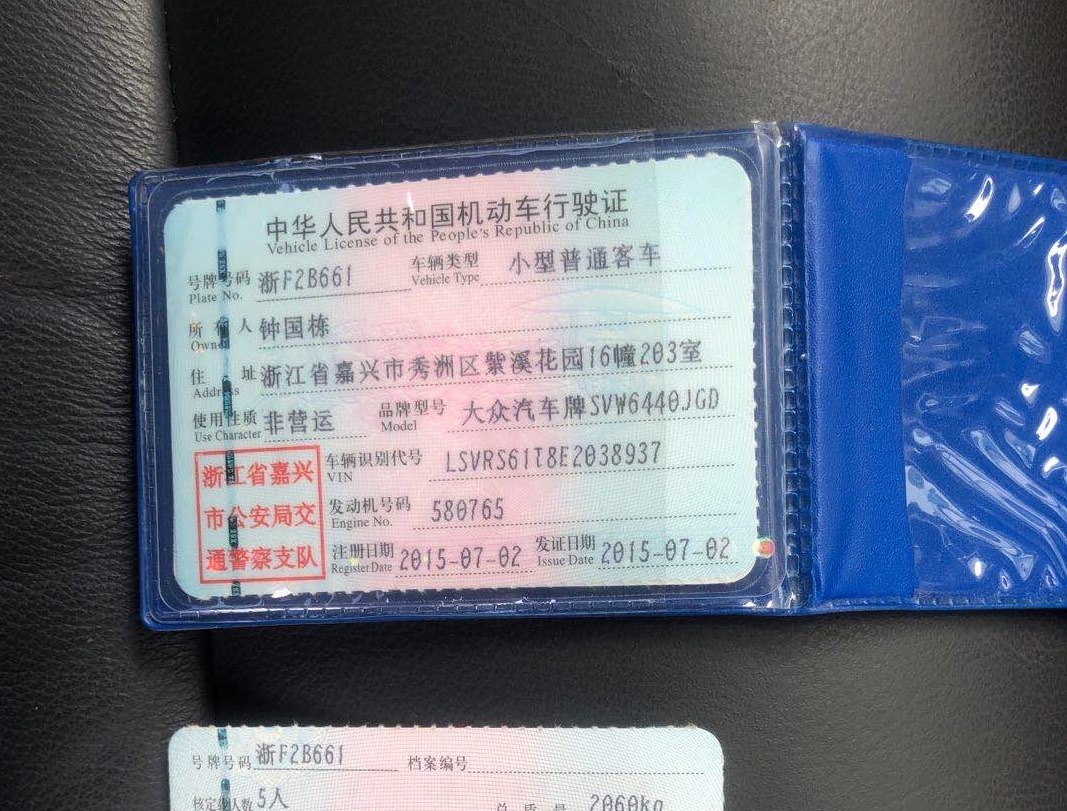 中华人民共和国机动车行驶证
Vehicle License of the People's Republic of China
号牌号码 浙F2B661 车辆类型 小型普通客车
Plate No. Vehicle Type
所有人 钟国栋
Owner
住址 浙江省嘉兴市秀洲区紫溪花园16幢203室
Address
使用性质 非营运 品牌型号 大众汽车牌SVW6440JGD
Use Character Model
浙江省嘉兴
市公安局交
通警察支队
车辆识别代号 LSVRS61T8E2038937
VIN
发动机号码 580765
Engine No.
注册日期 2015-07-02 发证日期 2015-07-02
Register Date Issue Date
号牌号码 浙F2B661 档案编号
核定载人数 5人 总质量 2060kg